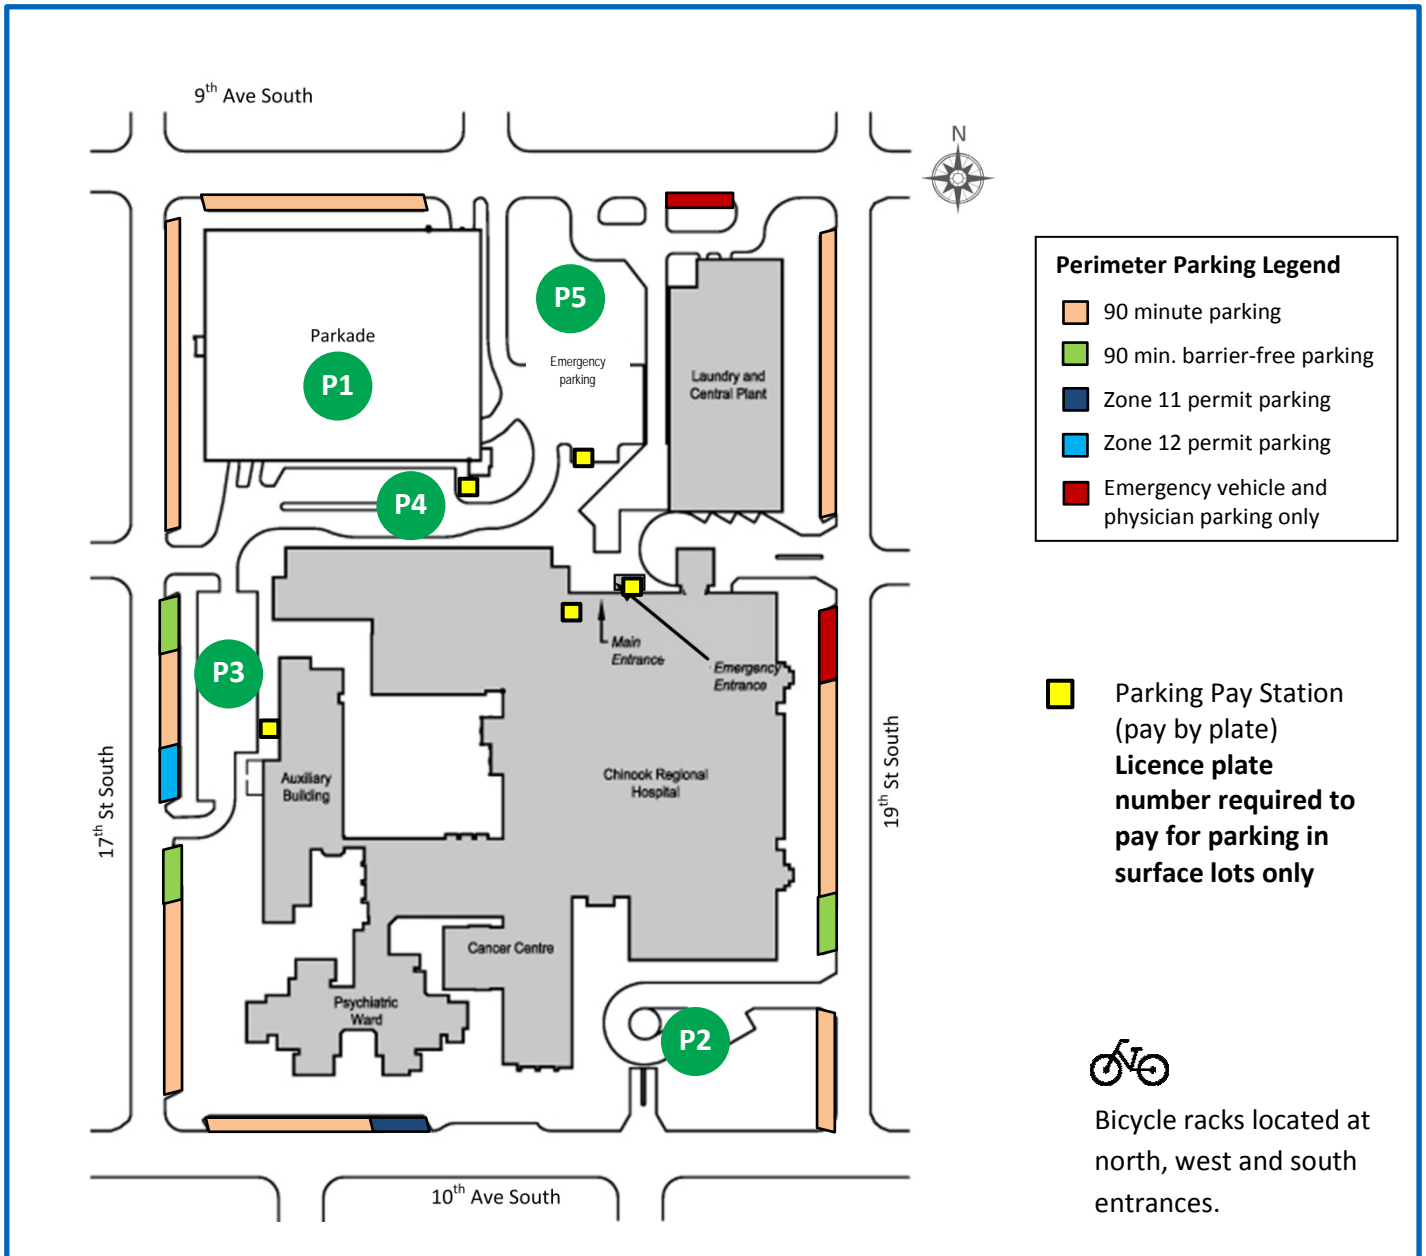 9th Ave South
N
Perimeter Parking Legend
90 minute parking
90 min. barrier-free parking
Zone 11 permit parking
Zone 12 permit parking
Emergency vehicle and
physician parking only
P5
Parkade
P1
Emergency
parking
Laundry and
Central Plant
P4
Main
Entrance
Emergency
Entrance
P3
Parking Pay Station
(pay by plate)
Licence plate
number required to
pay for parking in
surface lots only
17th St South
Auxiliary
Building
Chinook Regional
Hospital
19th St South
Cancer Centre
Psychiatric
Ward
P2
Bicycle racks located at
north, west and south
entrances.
10th Ave South